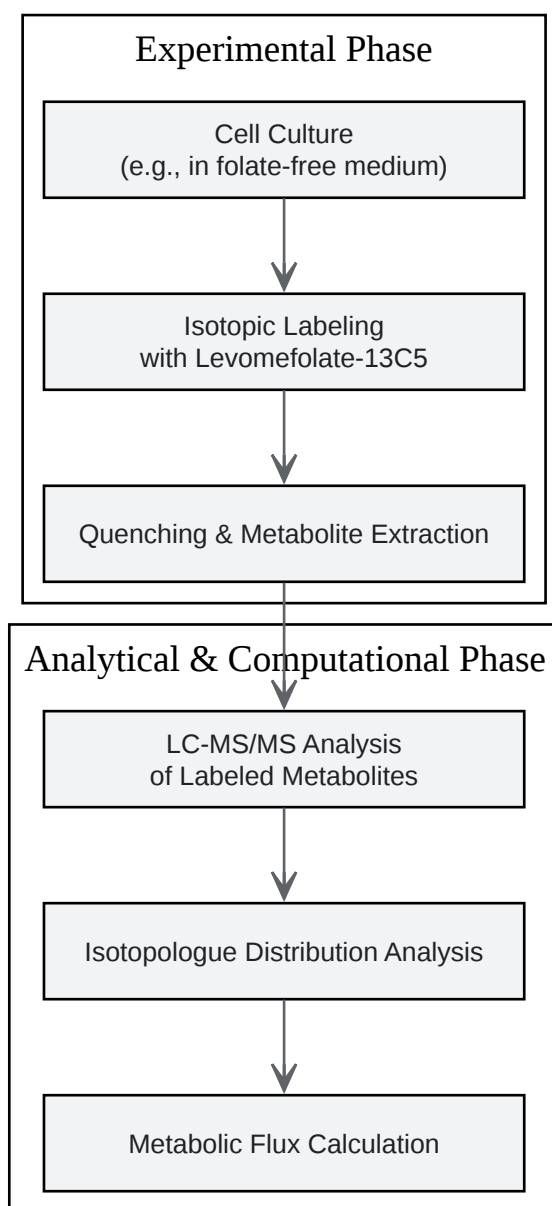 Experimental Phase
Cell Culture
(e.g., in folate-free medium)
Isotopic Labeling
with Levomefolate-13C5
Quenching & Metabolite Extraction
Analytical & Computational Phase
LC-MS/MS Analysis
of Labeled Metabolites
Isotopologue Distribution Analysis
Metabolic Flux Calculation